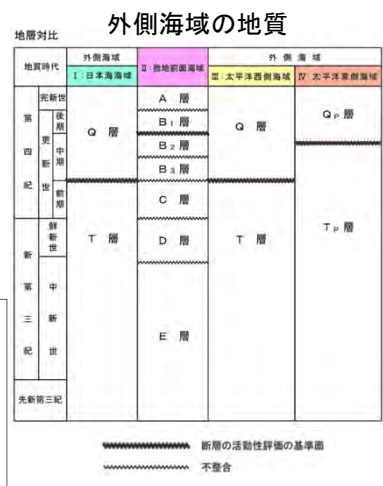 外側海域の地質
地層対比
地質時代
外側海域
Ⅰ:日本海海域
Ⅱ:敷地前面海域
外側海域
Ⅲ:太平洋西側海域
Ⅳ:太平洋東側海域
第四紀
完新世
更新世
後期
中期
前期
新第三紀
鮮新世
中新世
先新第三紀
Q 層
T 層
A 層
B₁ 層
B₂ 層
B₃ 層
C 層
D 層
E 層
Q 層
T 層
Qᴘ 層
Tᴘ 層
断層の活動性評価の基準面
不整合